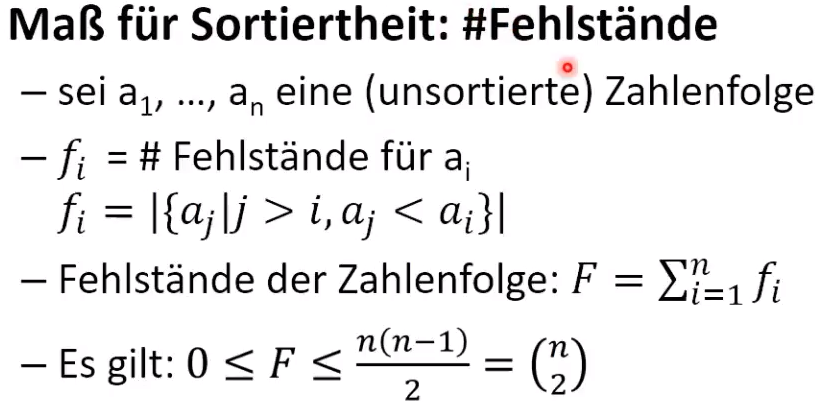 Maß für Sortiertheit: #Fehlstände
– sei a₁, ..., aₙ eine (unsortierte) Zahlenfolge
– fᵢ = # Fehlstände für aᵢ
fᵢ = |{aⱼ|j > i, aⱼ < aᵢ}|
– Fehlstände der Zahlenfolge: F = ∑ⁿᵢ₌₁ fᵢ
– Es gilt: 0 ≤ F ≤ n(n−1)/2 = (n 2)